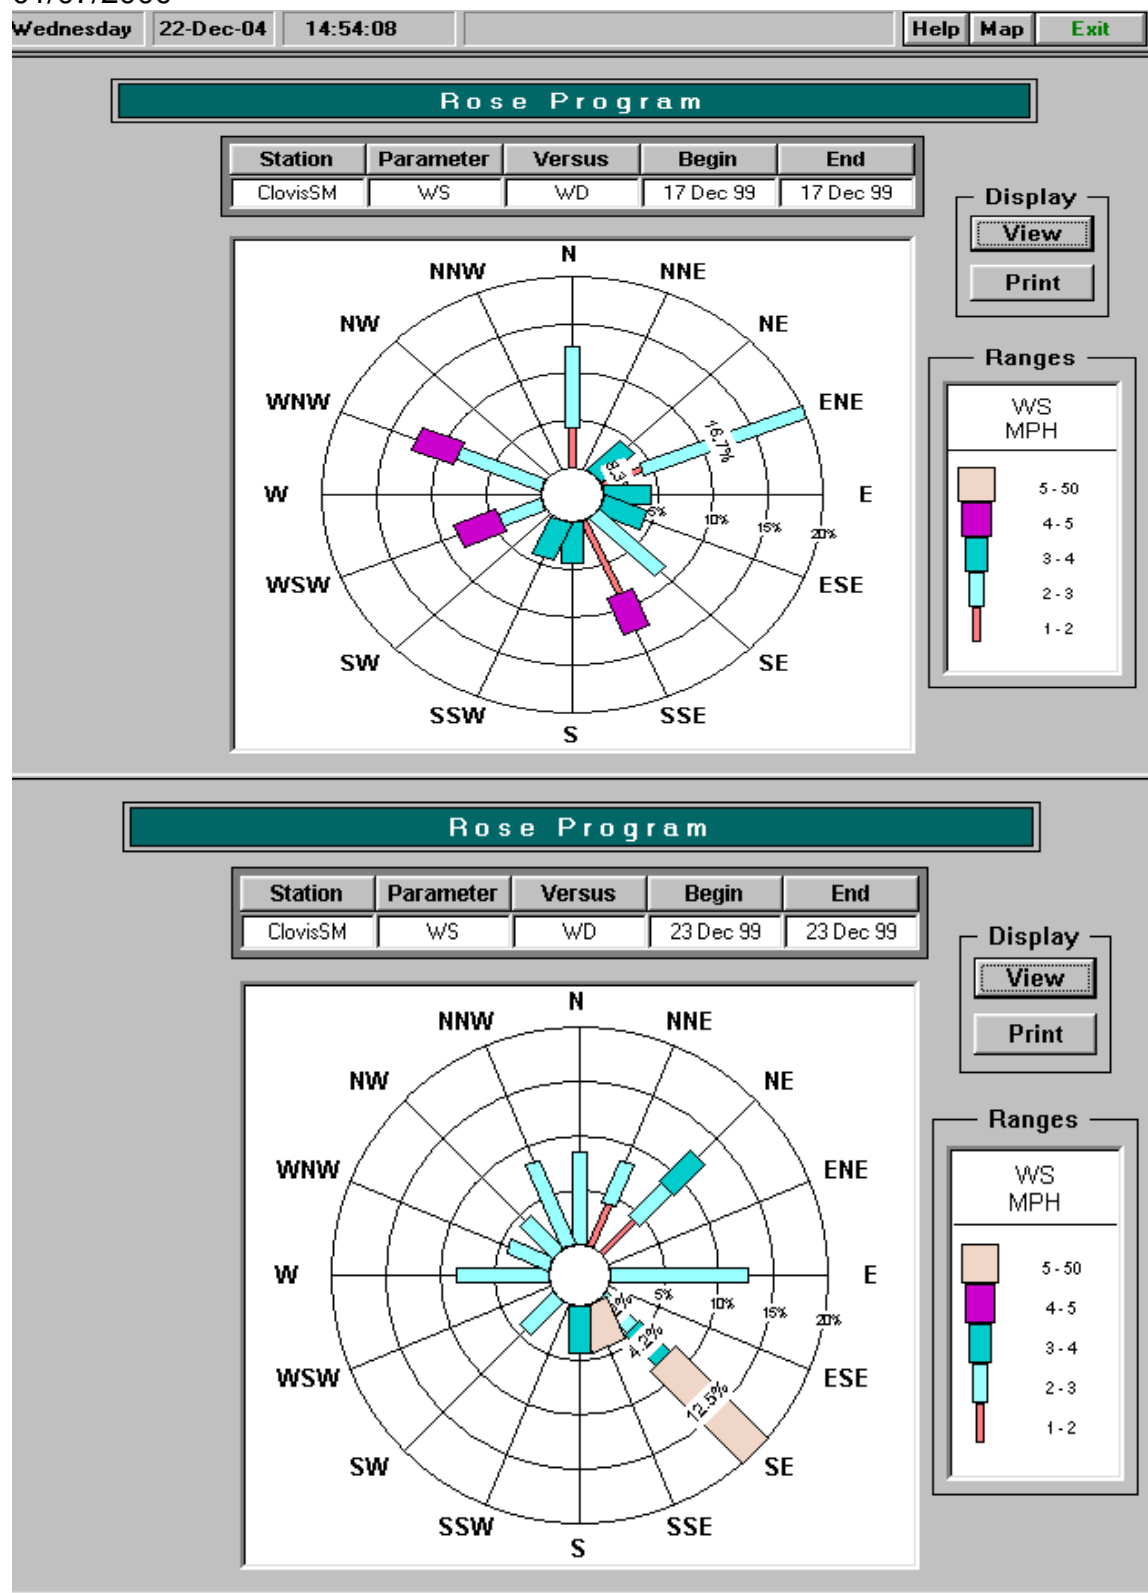 Wednesday 22-Dec-04 14:54:08 Help Map Exit
Rose Program
Station Parameter Versus Begin End
ClovisSM WS WD 17 Dec 99 17 Dec 99
Display
View
Print
N
NNW NNE
NW NE
WNW ENE
W E
WSW ESE
SW SE
SSW SSE
S
16.7%
5% 10% 15% 20%
Ranges
WS
MPH
5 - 50
4 - 5
3 - 4
2 - 3
1 - 2
Rose Program
Station Parameter Versus Begin End
ClovisSM WS WD 23 Dec 99 23 Dec 99
Display
View
Print
N
NNW NNE
NW NE
WNW ENE
W E
WSW ESE
SW SE
SSW SSE
S
5% 10% 15% 20%
4.2%
12.5%
Ranges
WS
MPH
5 - 50
4 - 5
3 - 4
2 - 3
1 - 2